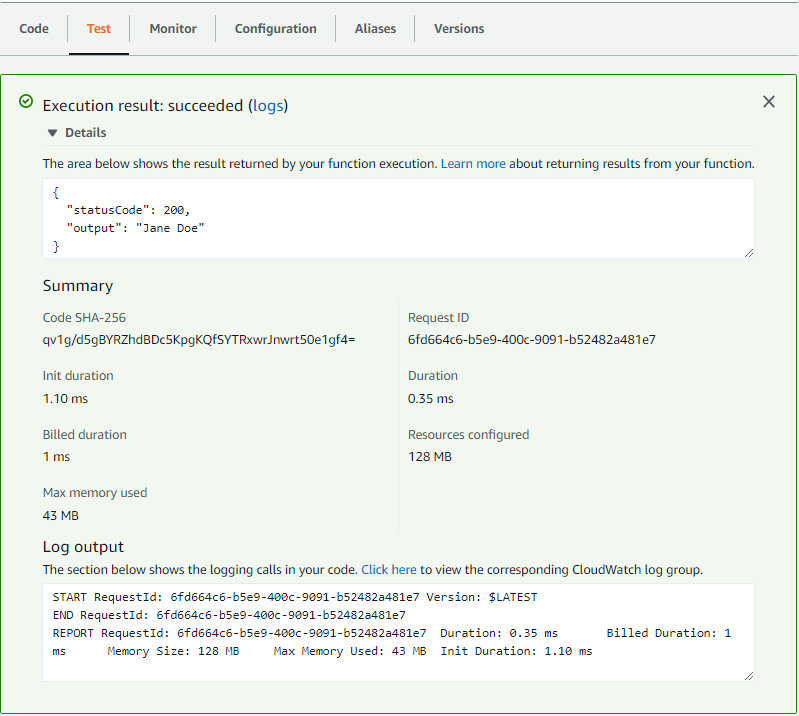 Code Test Monitor Configuration Aliases Versions
Execution result: succeeded (logs)
Details
The area below shows the result returned by your function execution. Learn more about returning results from your function.
{
  "statusCode": 200,
  "output": "Jane Doe"
}
Summary
Code SHA-256
qv1g/d5gBYRZhdBDc5KpgKQfSYTRxwrJnwrt50e1gf4=
Request ID
6fd664c6-b5e9-400c-9091-b52482a481e7
Init duration
1.10 ms
Duration
0.35 ms
Billed duration
1 ms
Resources configured
128 MB
Max memory used
43 MB
Log output
The section below shows the logging calls in your code. Click here to view the corresponding CloudWatch log group.
START RequestId: 6fd664c6-b5e9-400c-9091-b52482a481e7 Version: $LATEST
END RequestId: 6fd664c6-b5e9-400c-9091-b52482a481e7
REPORT RequestId: 6fd664c6-b5e9-400c-9091-b52482a481e7  Duration: 0.35 ms       Billed Duration: 1
ms      Memory Size: 128 MB     Max Memory Used: 43 MB  Init Duration: 1.10 ms